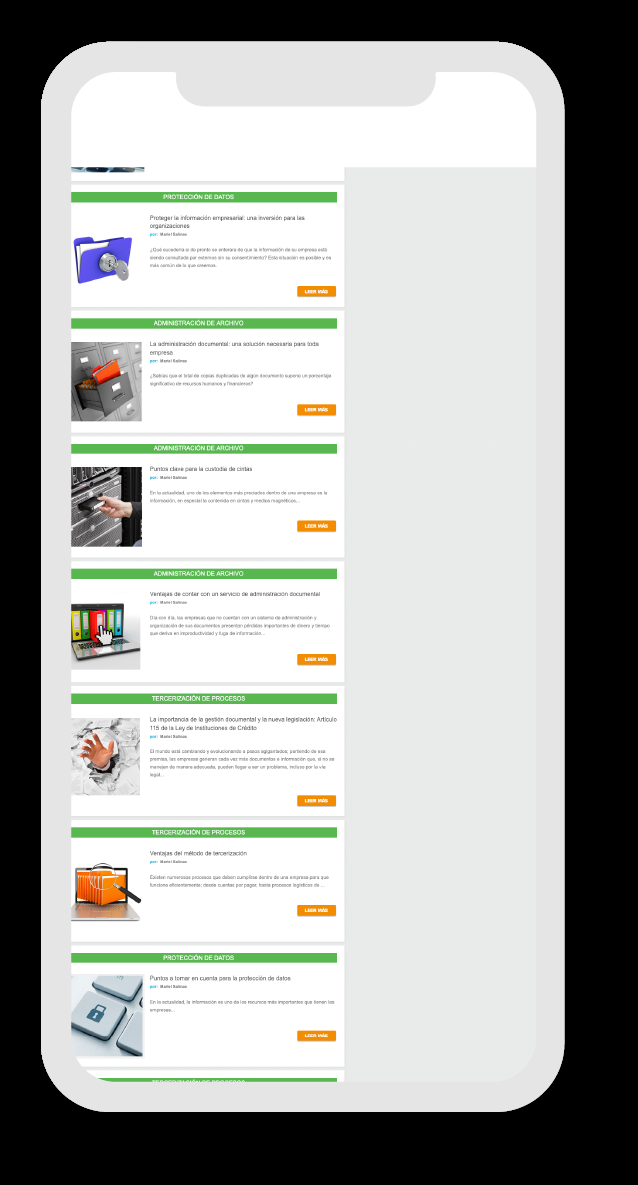 PROTECCIÓN DE DATOS
Proteger la información empresarial: una inversión para las
organizaciones
por: Mariel Salinas
¿Qué sucedería si de pronto se enterara de que la información de su empresa está
siendo consultada por externos sin su consentimiento? Esta situación es posible y es
más común de lo que creemos.
LEER MÁS
ADMINISTRACIÓN DE ARCHIVO
La administración documental: una solución necesaria para toda
empresa
por: Mariel Salinas
¿Sabías que el total de copias duplicadas de algún documento supone un porcentaje
significativo de recursos humanos y financieros?
LEER MÁS
ADMINISTRACIÓN DE ARCHIVO
Puntos clave para la custodia de cintas
por: Mariel Salinas
En la actualidad, uno de los elementos más preciados dentro de una empresa es la
información, en especial la contenida en cintas y medios magnéticos...
LEER MÁS
ADMINISTRACIÓN DE ARCHIVO
Ventajas de contar con un servicio de administración documental
por: Mariel Salinas
Día con día, las empresas que no cuentan con un sistema de administración y
organización de sus documentos presentan pérdidas importantes de dinero y tiempo
que deriva en improductividad y fuga de información...
LEER MÁS
TERCERIZACIÓN DE PROCESOS
La importancia de la gestión documental y la nueva legislación: Artículo
115 de la Ley de Instituciones de Crédito
por: Mariel Salinas
El mundo está cambiando y evolucionando a pasos agigantados; partiendo de esa
premisa, las empresas generan cada vez más documentos e información que, si no se
manejan de manera adecuada, pueden llegar a ser un problema, incluso por la vía
legal...
LEER MÁS
TERCERIZACIÓN DE PROCESOS
Ventajas del método de tercerización
por: Mariel Salinas
Existen numerosos procesos que deben cumplirse dentro de una empresa para que
funcione eficientemente; desde cuentas por pagar, hasta procesos logísticos de ...
LEER MÁS
PROTECCIÓN DE DATOS
Puntos a tomar en cuenta para la protección de datos
por: Mariel Salinas
En la actualidad, la información es uno de los recursos más importantes que tienen las
empresas...
LEER MÁS
TERCERIZACIÓN DE PROCESOS